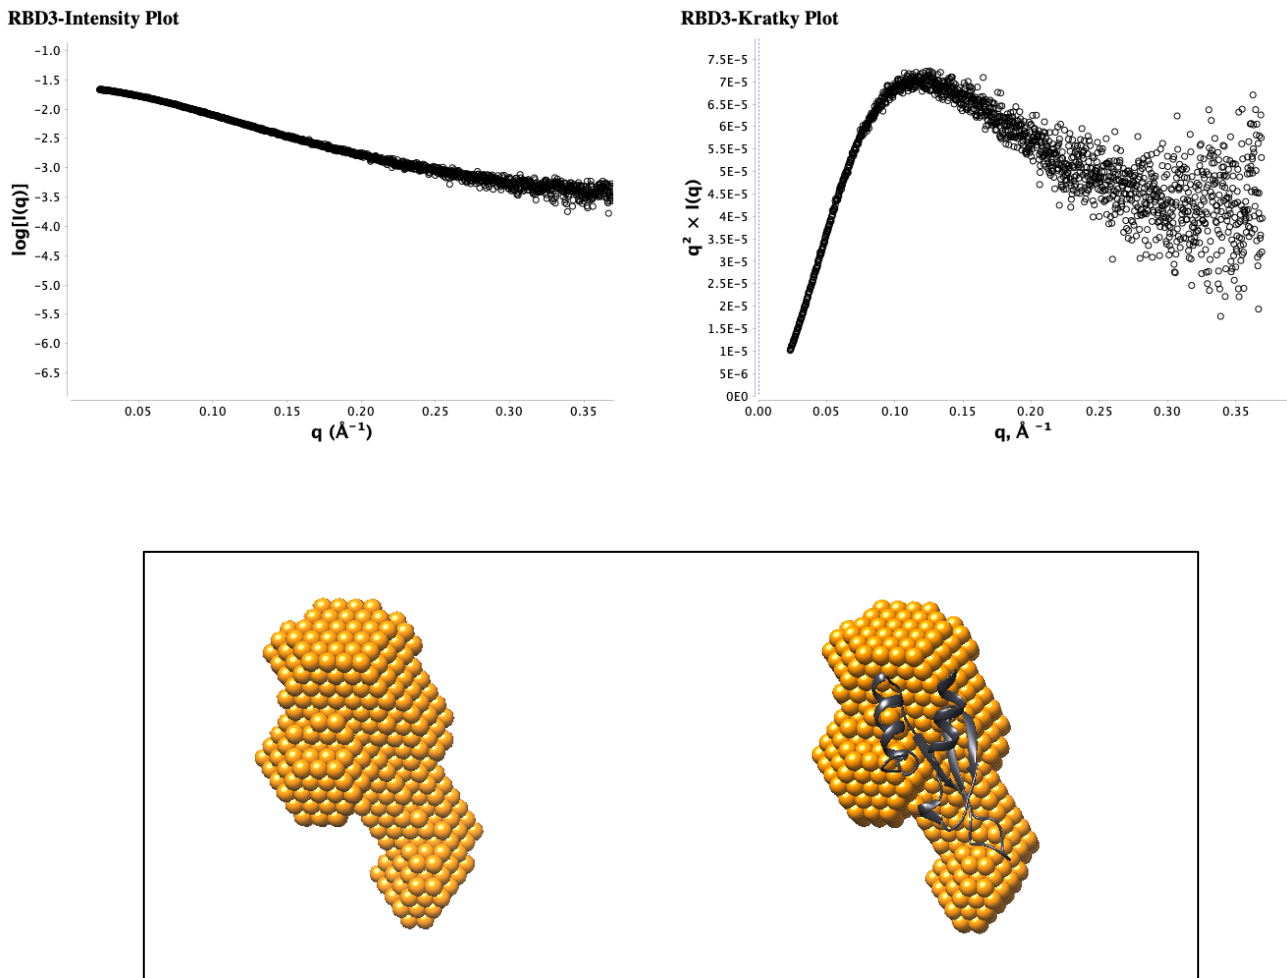 RBD3-Intensity Plot
-1.0
-1.5
-2.0
-2.5
-3.0
-3.5
-4.0
-4.5
-5.0
-5.5
-6.0
-6.5
log[I(q)]
0.05 0.10 0.15 0.20 0.25 0.30 0.35
q (Å⁻¹)
RBD3-Kratky Plot
7.5E-5
7E-5
6.5E-5
6E-5
5.5E-5
5E-5
4.5E-5
4E-5
3.5E-5
3E-5
2.5E-5
2E-5
1.5E-5
1E-5
5E-6
0E0
q² × I(q)
0.00 0.05 0.10 0.15 0.20 0.25 0.30 0.35
q, Å ⁻¹